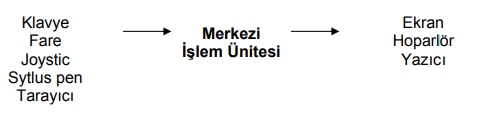 Klavye
Fare
Joystic
Sytlus pen
Tarayıcı
Merkezi
İşlem Ünitesi
Ekran
Hoparlör
Yazıcı